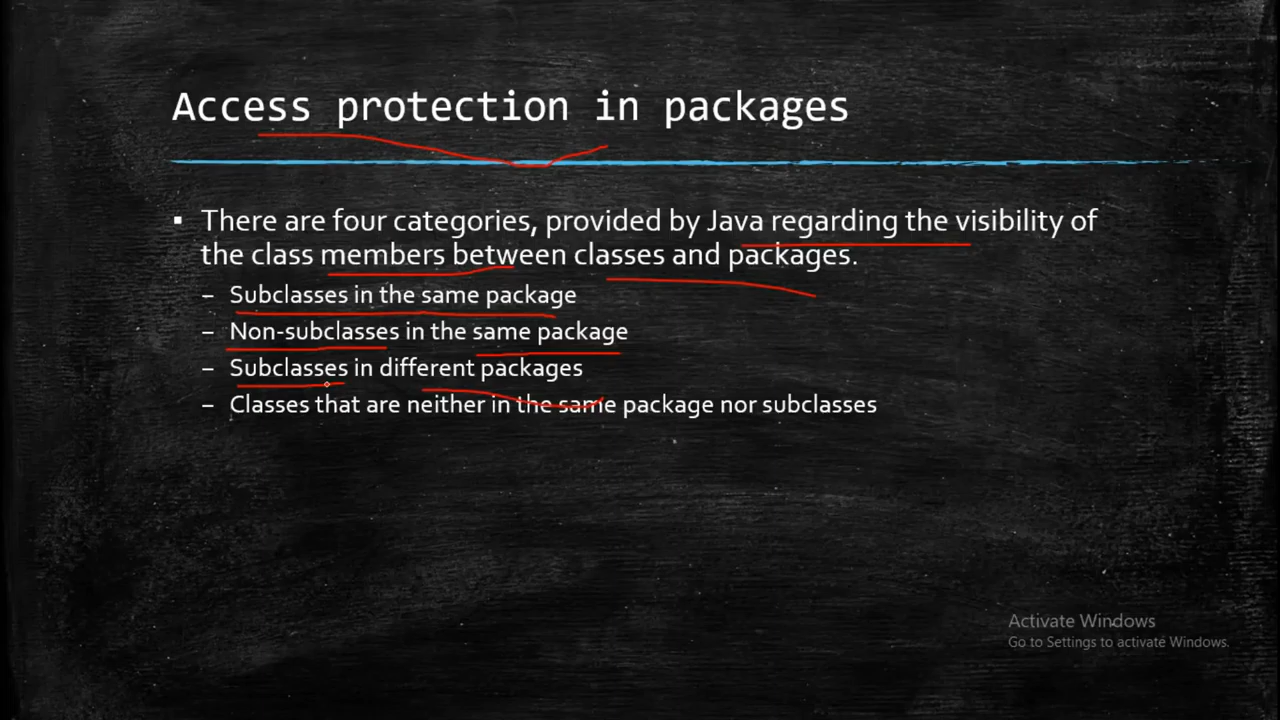 Access protection in packages
▪ There are four categories, provided by Java regarding the visibility of
the class members between classes and packages.
– Subclasses in the same package
– Non-subclasses in the same package
– Subclasses in different packages
– Classes that are neither in the same package nor subclasses
Activate Windows
Go to Settings to activate Windows.